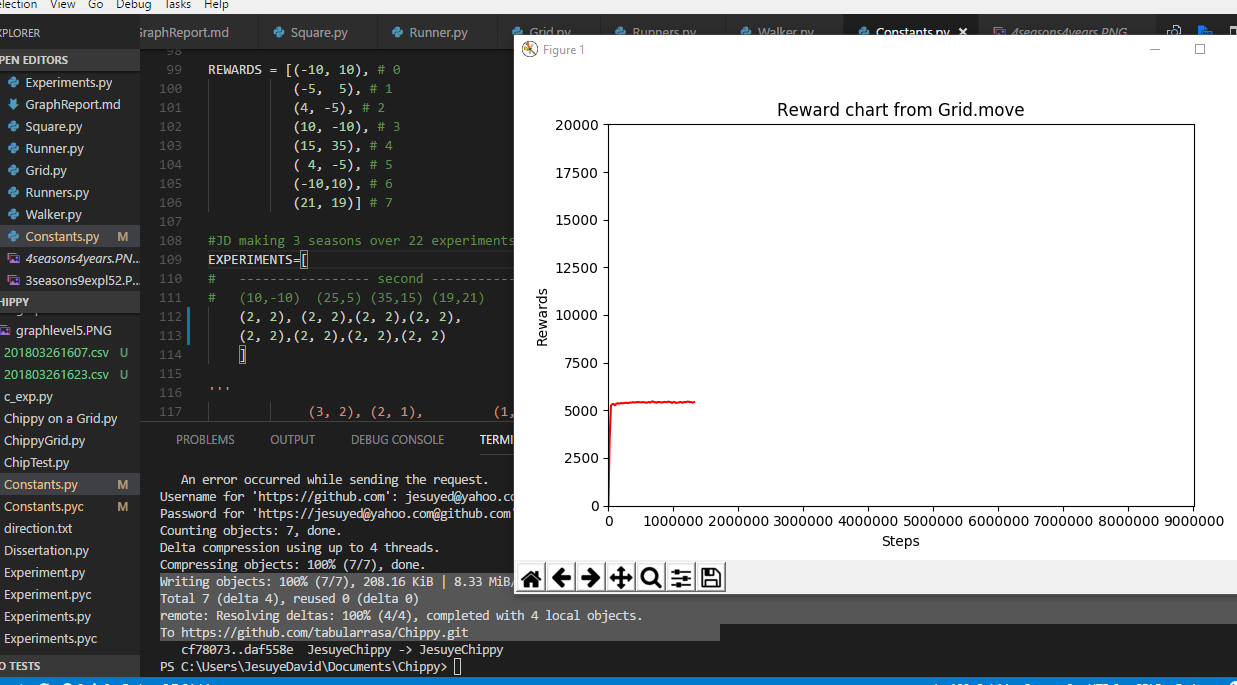 election View Go Debug Tasks Help
XPLORER
GraphReport.md Square.py Runner.py Grid.py Runners.py Walker.py Constants.py 4seasons4years.PNG
PEN EDITORS
Experiments.py
GraphReport.md
Square.py
Runner.py
Grid.py
Runners.py
Walker.py
Constants.py M
4seasons4years.PN...
3seasons9expl52.P...
HIPPY
graphlevel5.PNG
201803261607.csv U
201803261623.csv U
c_exp.py
Chippy on a Grid.py
ChippyGrid.py
ChipTest.py
Constants.py M
Constants.pyc M
direction.txt
Dissertation.py
Experiment.py
Experiment.pyc
Experiments.py
Experiments.pyc
O TESTS
98
99 REWARDS = [(-10, 10), # 0
100 (-5,  5), # 1
101 (4, -5), # 2
102 (10, -10), # 3
103 (15, 35), # 4
104 ( 4, -5), # 5
105 (-10,10), # 6
106 (21, 19)] # 7
107
108 #JD making 3 seasons over 22 experiments
109 EXPERIMENTS=[
110 #   ----------------- second -----------
111 #   (10,-10)  (25,5) (35,15) (19,21)
112 (2, 2), (2, 2),(2, 2),(2, 2),
113 (2, 2),(2, 2),(2, 2),(2, 2)
114 ]
115
116 '''
117 (3, 2), (2, 1), (1,
PROBLEMS OUTPUT DEBUG CONSOLE TERMI
An error occurred while sending the request.
Username for 'https://github.com': jesuyed@yahoo.co
Password for 'https://jesuyed@yahoo.com@github.com'
Counting objects: 7, done.
Delta compression using up to 4 threads.
Compressing objects: 100% (7/7), done.
Writing objects: 100% (7/7), 208.16 KiB | 8.33 MiB/
Total 7 (delta 4), reused 0 (delta 0)
remote: Resolving deltas: 100% (4/4), completed with 4 local objects.
To https://github.com/tabularrasa/Chippy.git
cf78073..daf558e  JesuyeChippy -> JesuyeChippy
PS C:\Users\JesuyeDavid\Documents\Chippy>
Figure 1
Reward chart from Grid.move
20000
17500
15000
12500
10000
7500
5000
2500
0
Rewards
0 1000000 2000000 3000000 4000000 5000000 6000000 7000000 8000000 9000000
Steps